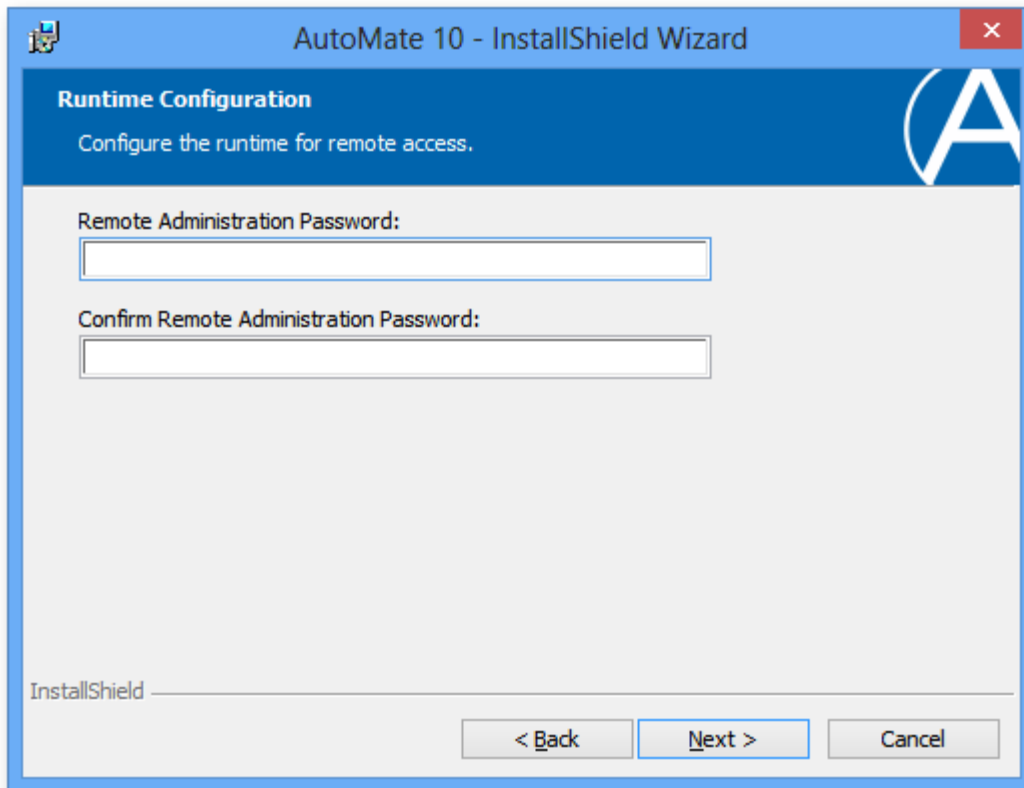 AutoMate 10 - InstallShield Wizard
Runtime Configuration
Configure the runtime for remote access.
Remote Administration Password:
Confirm Remote Administration Password:
InstallShield
< Back
Next >
Cancel